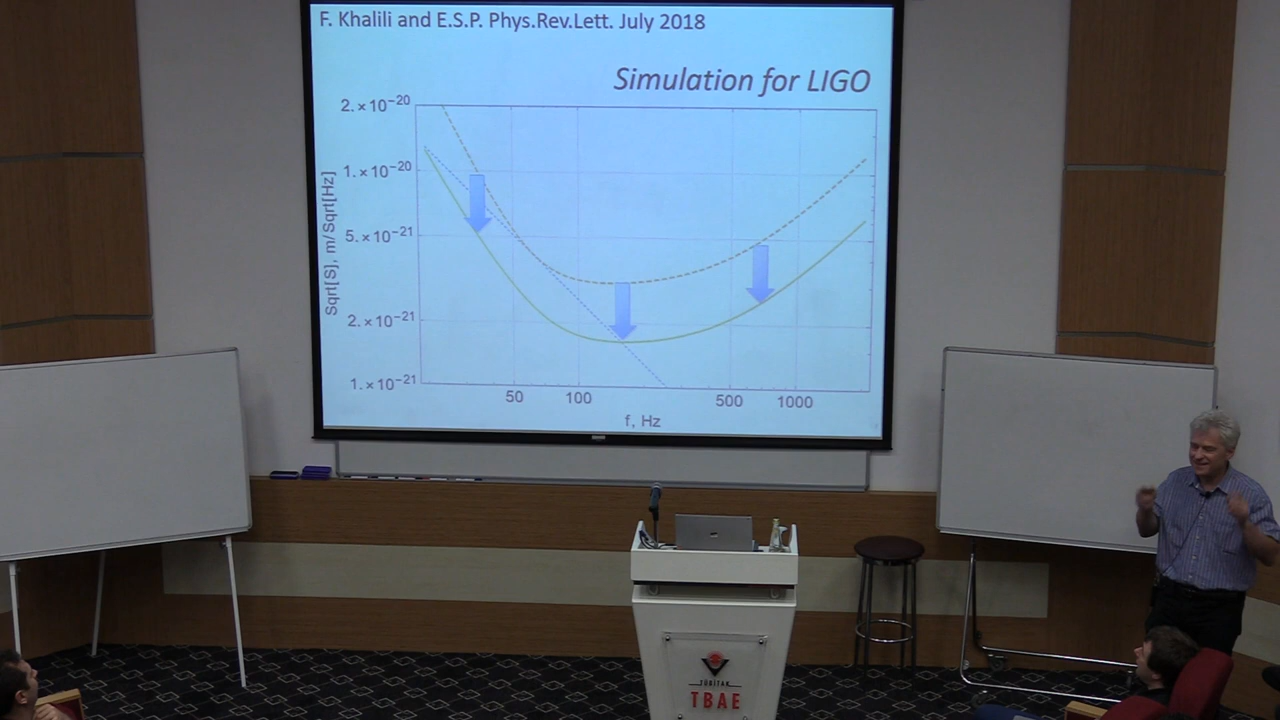 F. Khalili and E.S.P. Phys.Rev.Lett. July 2018
Simulation for LIGO
2.×10⁻²⁰
1.×10⁻²⁰
5.×10⁻²¹
2.×10⁻²¹
1.×10⁻²¹
Sqrt[S], m/Sqrt[Hz]
50 100 500 1000
f, Hz
TÜBİTAK
TBAE